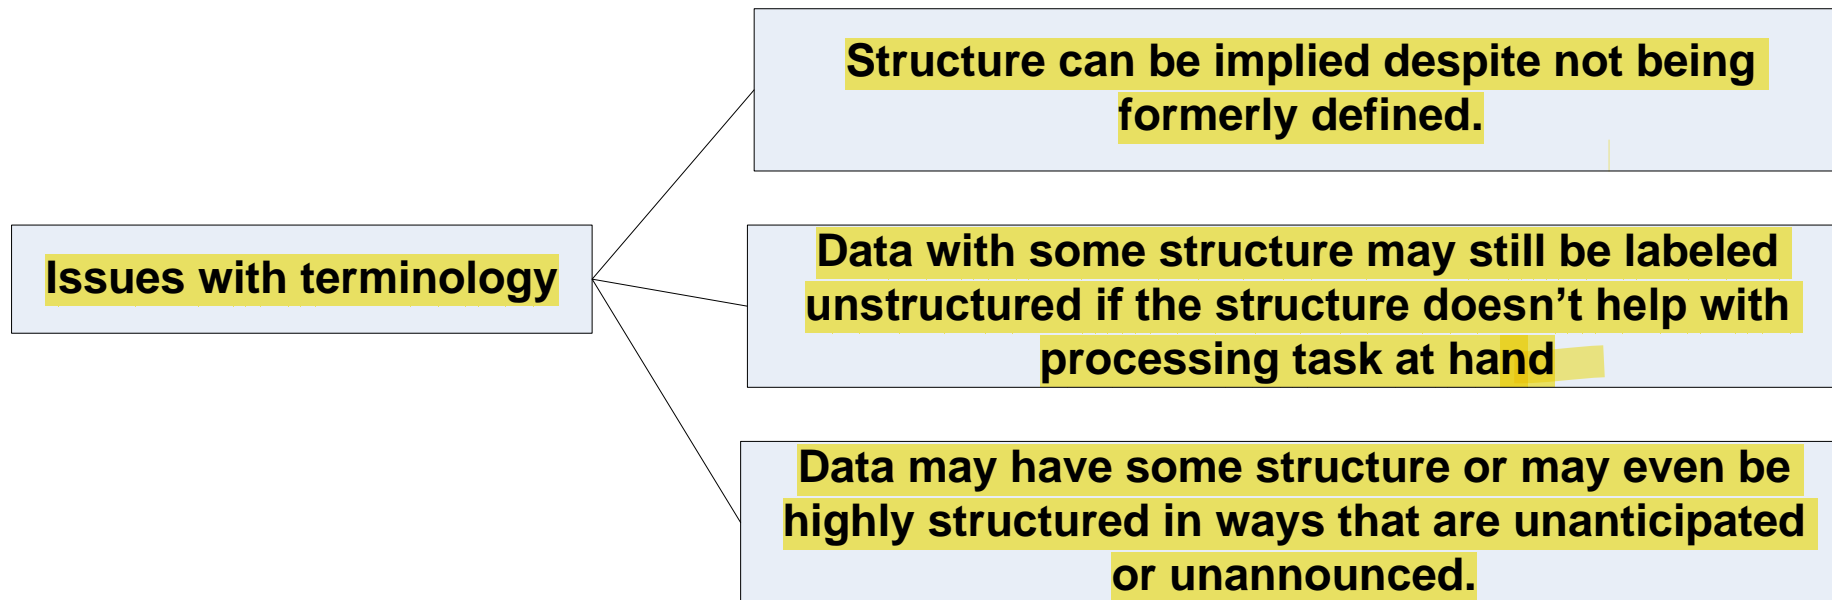 Structure can be implied despite not being
formerly defined.
Issues with terminology
Data with some structure may still be labeled
unstructured if the structure doesn’t help with
processing task at hand
Data may have some structure or may even be
highly structured in ways that are unanticipated
or unannounced.